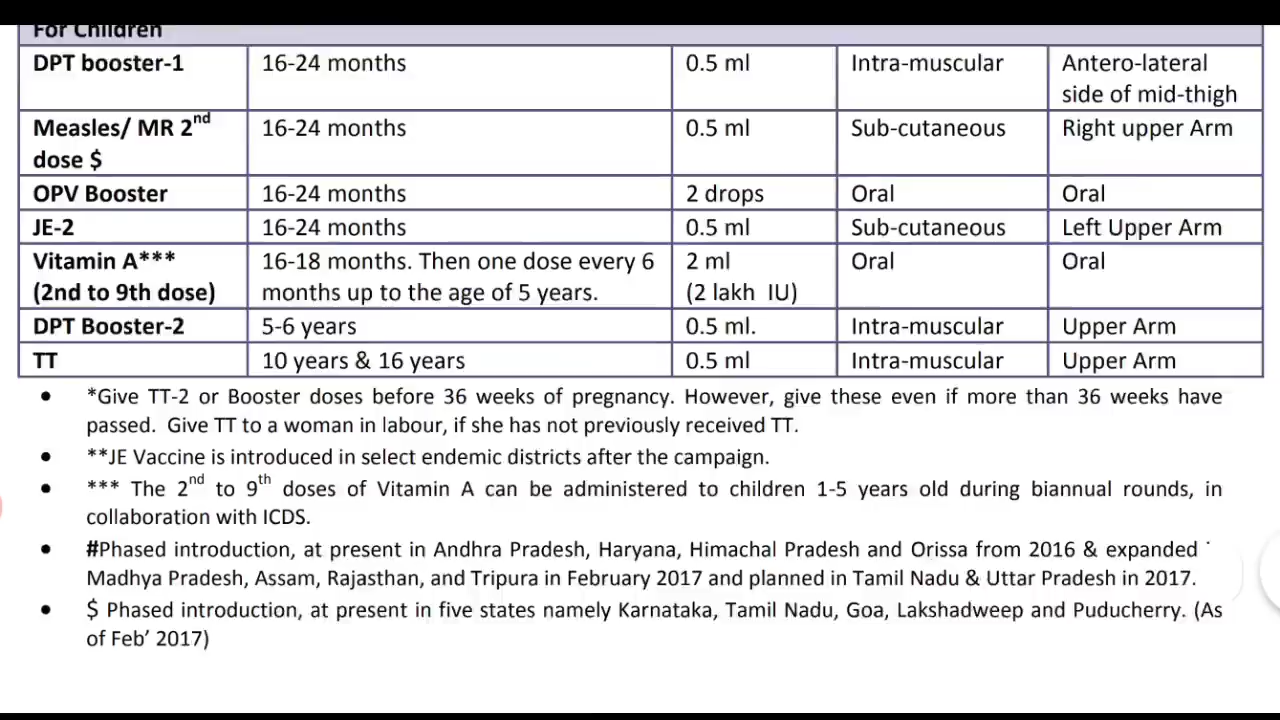 For Children
DPT booster-1 16-24 months 0.5 ml Intra-muscular Antero-lateral
side of mid-thigh
Measles/ MR 2nd 16-24 months 0.5 ml Sub-cutaneous Right upper Arm
dose $
OPV Booster 16-24 months 2 drops Oral Oral
JE-2 16-24 months 0.5 ml Sub-cutaneous Left Upper Arm
Vitamin A*** 16-18 months. Then one dose every 6 2 ml Oral Oral
(2nd to 9th dose) months up to the age of 5 years. (2 lakh IU)
DPT Booster-2 5-6 years 0.5 ml. Intra-muscular Upper Arm
TT 10 years & 16 years 0.5 ml Intra-muscular Upper Arm
• *Give TT-2 or Booster doses before 36 weeks of pregnancy. However, give these even if more than 36 weeks have
passed. Give TT to a woman in labour, if she has not previously received TT.
• **JE Vaccine is introduced in select endemic districts after the campaign.
• *** The 2nd to 9th doses of Vitamin A can be administered to children 1-5 years old during biannual rounds, in
collaboration with ICDS.
• #Phased introduction, at present in Andhra Pradesh, Haryana, Himachal Pradesh and Orissa from 2016 & expanded
Madhya Pradesh, Assam, Rajasthan, and Tripura in February 2017 and planned in Tamil Nadu & Uttar Pradesh in 2017.
• $ Phased introduction, at present in five states namely Karnataka, Tamil Nadu, Goa, Lakshadweep and Puducherry. (As
of Feb' 2017)